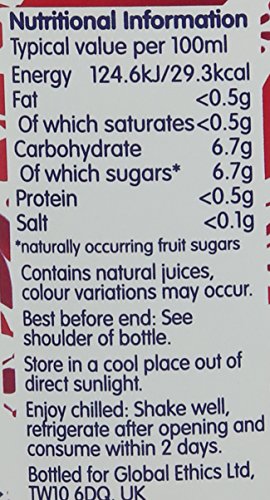 Nutritional Information
Typical value per 100ml
Energy 124.6kJ/29.3kcal
Fat <0.5g
Of which saturates<0.5g
Carbohydrate 6.7g
Of which sugars* 6.7g
Protein <0.5g
Salt <0.1g
*naturally occurring fruit sugars
Contains natural juices,
colour variations may occur.
Best before end: See
shoulder of bottle.
Store in a cool place out of
direct sunlight.
Enjoy chilled: Shake well,
refrigerate after opening and
consume within 2 days.
Bottled for Global Ethics Ltd,
TW10 6DQ, UK